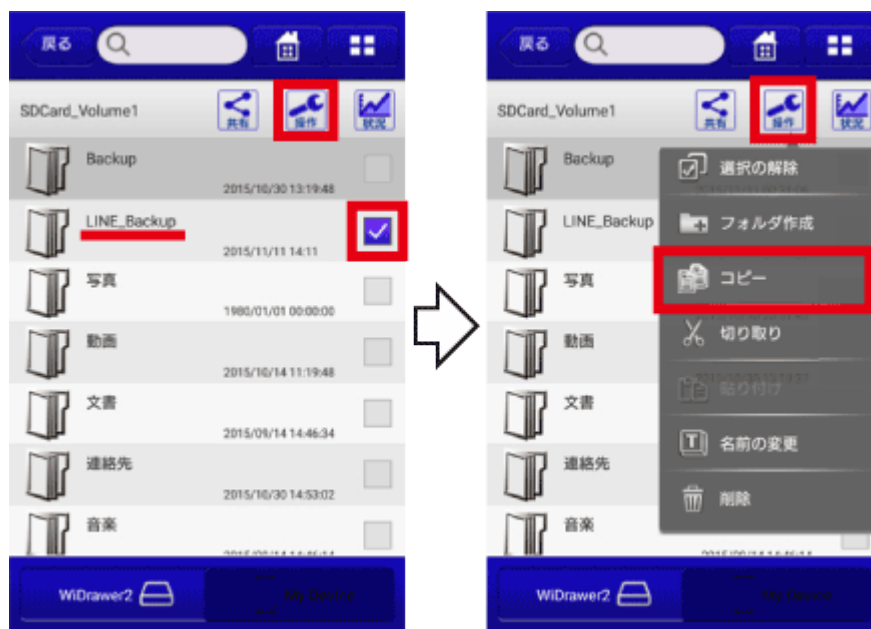 戻る
SDCard_Volume1
共有
操作
状況
Backup
2015/10/30 13:19:48
LINE_Backup
2015/11/11 14:11
写真
1980/01/01 00:00:00
動画
2015/10/14 11:19:48
文書
2015/09/14 14:46:34
連絡先
2015/10/30 14:53:02
音楽
WiDrawer2
My Device
戻る
SDCard_Volume1
共有
操作
状況
Backup
選択の解除
LINE_Backup
フォルダ作成
写真
コピー
動画
切り取り
文書
貼り付け
名前の変更
連絡先
削除
音楽
WiDrawer2
My Device